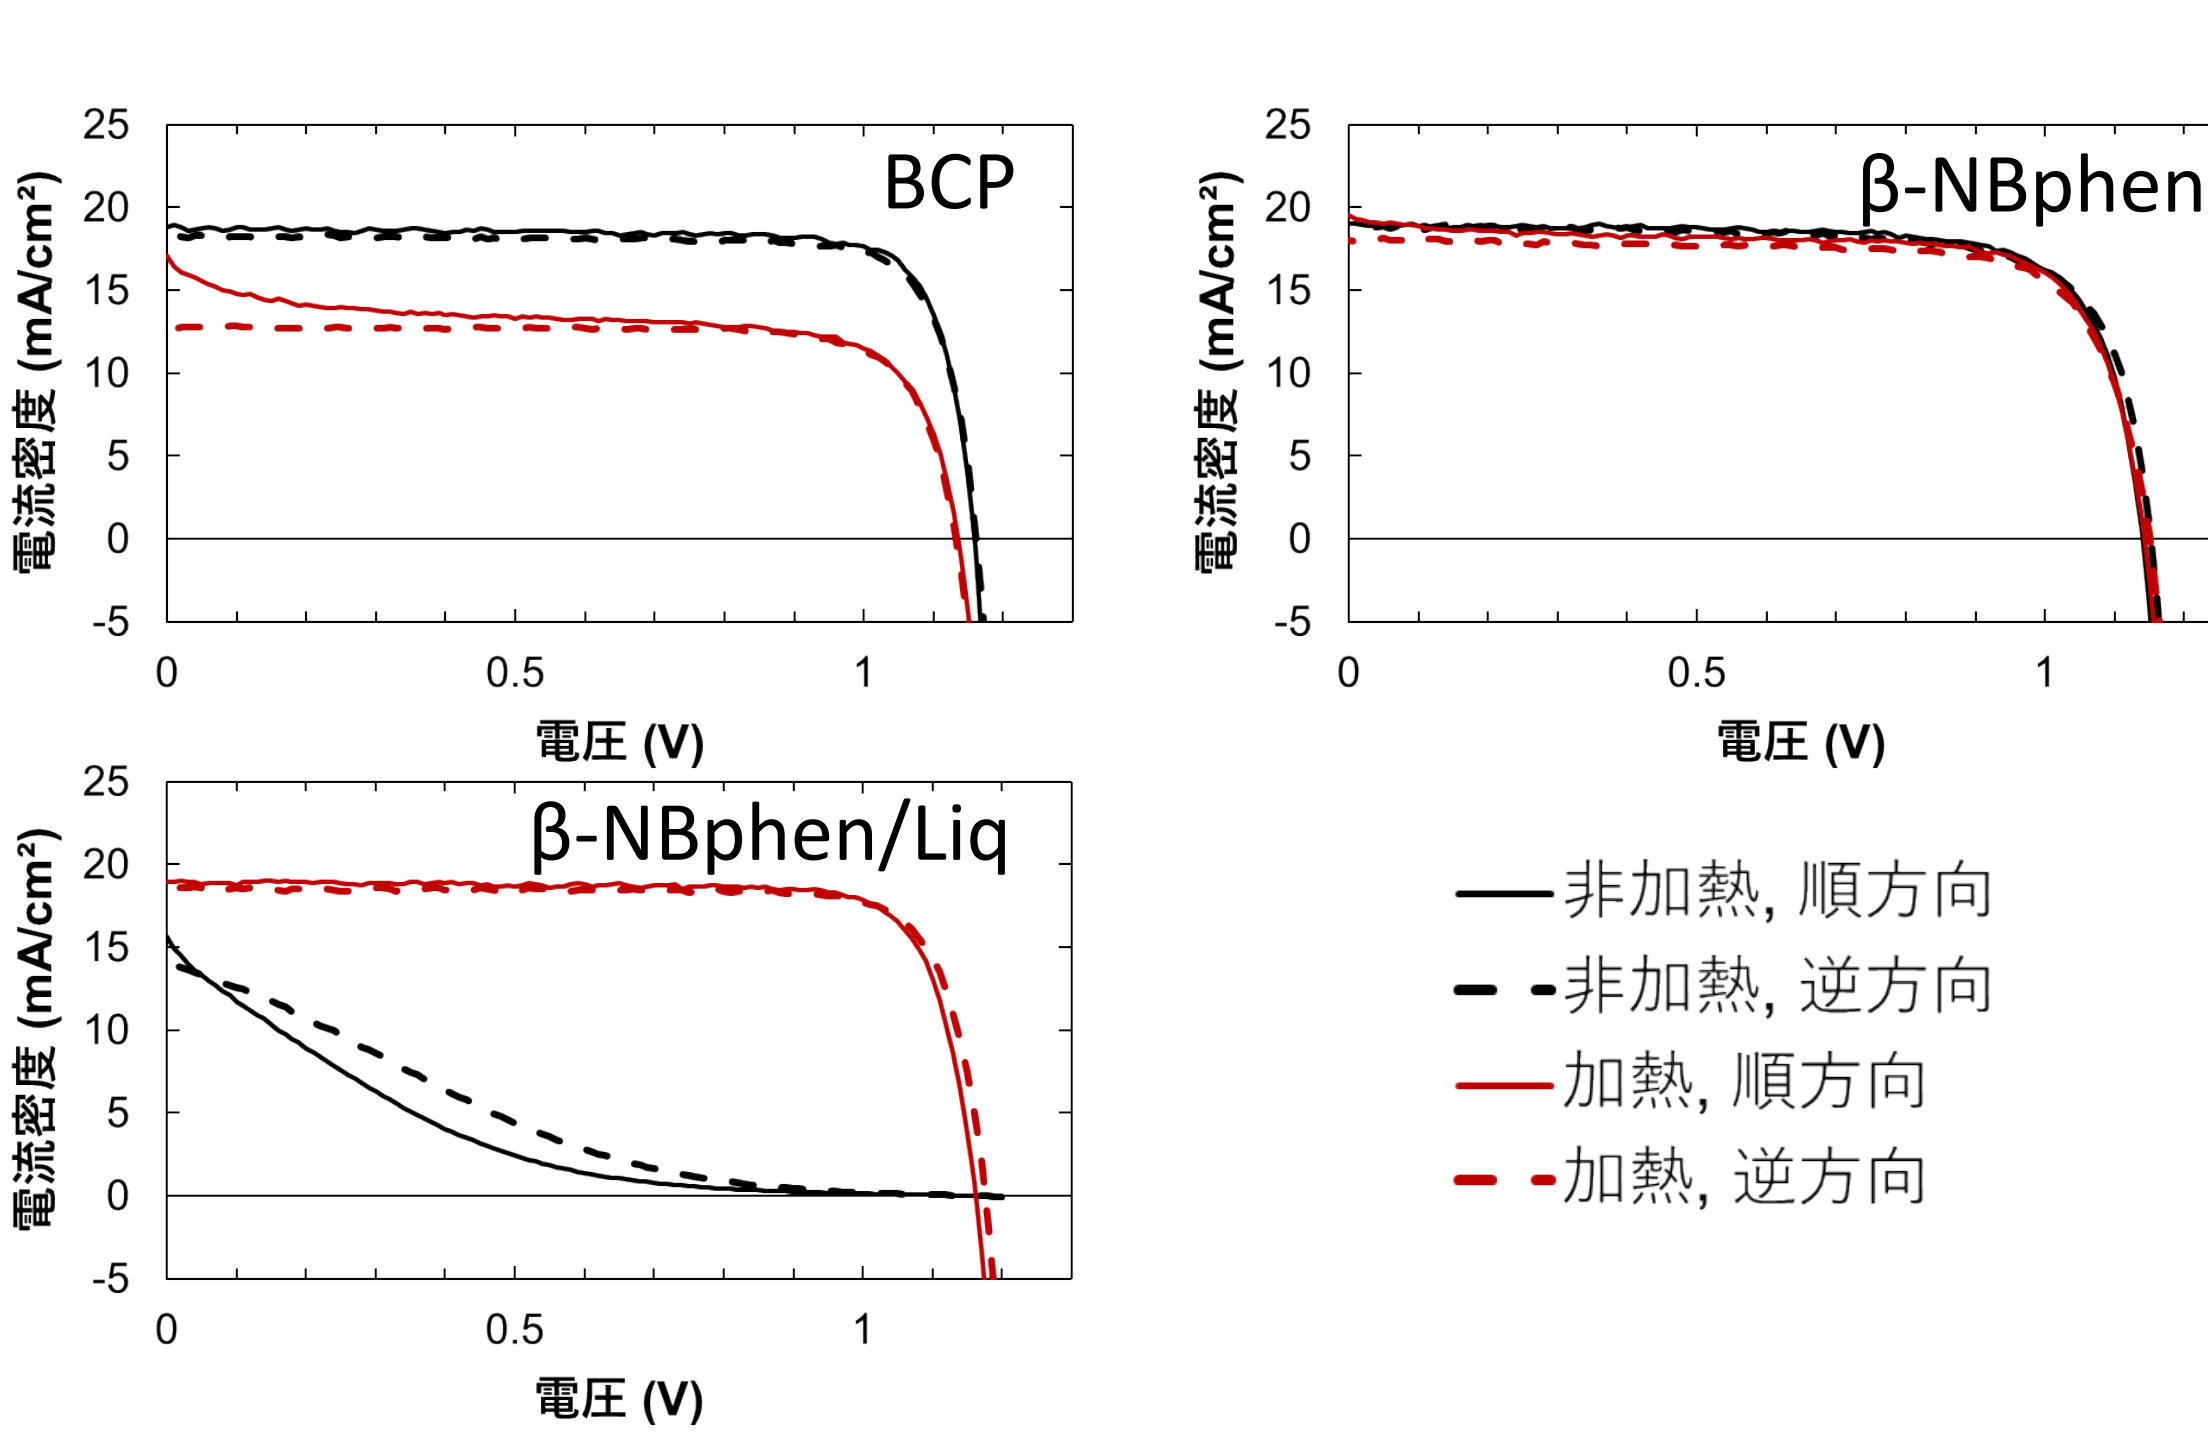 BCP
25
20
15
10
5
0
-5
電流密度 (mA/cm²)
0 0.5 1
電圧 (V)
β-NBphen
25
20
15
10
5
0
-5
電流密度 (mA/cm²)
0 0.5 1
電圧 (V)
β-NBphen/Liq
25
20
15
10
5
0
-5
電流密度 (mA/cm²)
0 0.5 1
電圧 (V)
非加熱, 順方向
非加熱, 逆方向
加熱, 順方向
加熱, 逆方向